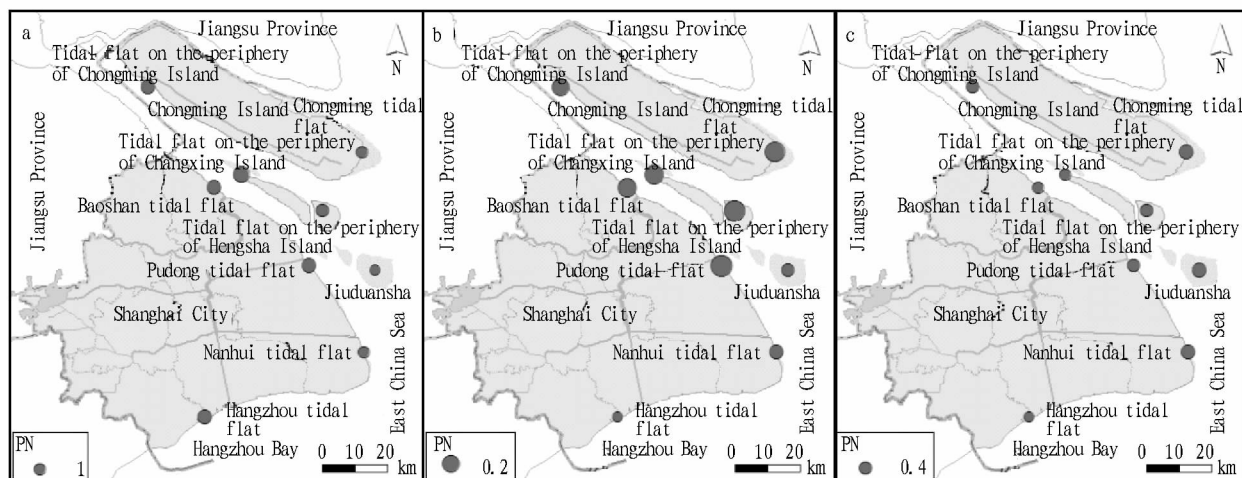 a
Jiangsu Province
Tidal flat on the periphery
of Chongming Island
N
Chongming Island
Chongming tidal
flat
Tidal flat on the periphery
of Changxing Island
Jiangsu Province
Baoshan tidal flat
Tidal flat on the periphery
of Hengsha Island
Pudong tidal flat
Jiuduansha
Shanghai City
East China Sea
Nanhui tidal flat
Hangzhou tidal
flat
Hangzhou Bay
PN
1
0 10 20
km
b
Jiangsu Province
Tidal flat on the periphery
of Chongming Island
N
Chongming Island
Chongming tidal
flat
Tidal flat on the periphery
of Changxing Island
Jiangsu Province
Baoshan tidal flat
Tidal flat on the periphery
of Hengsha Island
Pudong tidal flat
Jiuduansha
Shanghai City
East China Sea
Nanhui tidal flat
Hangzhou tidal
flat
Hangzhou Bay
PN
0.2
0 10 20
km
c
Jiangsu Province
Tidal flat on the periphery
of Chongming Island
N
Chongming Island
Chongming tidal
flat
Tidal flat on the periphery
of Changxing Island
Jiangsu Province
Baoshan tidal flat
Tidal flat on the periphery
of Hengsha Island
Pudong tidal flat
Jiuduansha
Shanghai City
East China Sea
Nanhui tidal flat
Hangzhou tidal
flat
Hangzhou Bay
PN
0.4
0 10 20
km